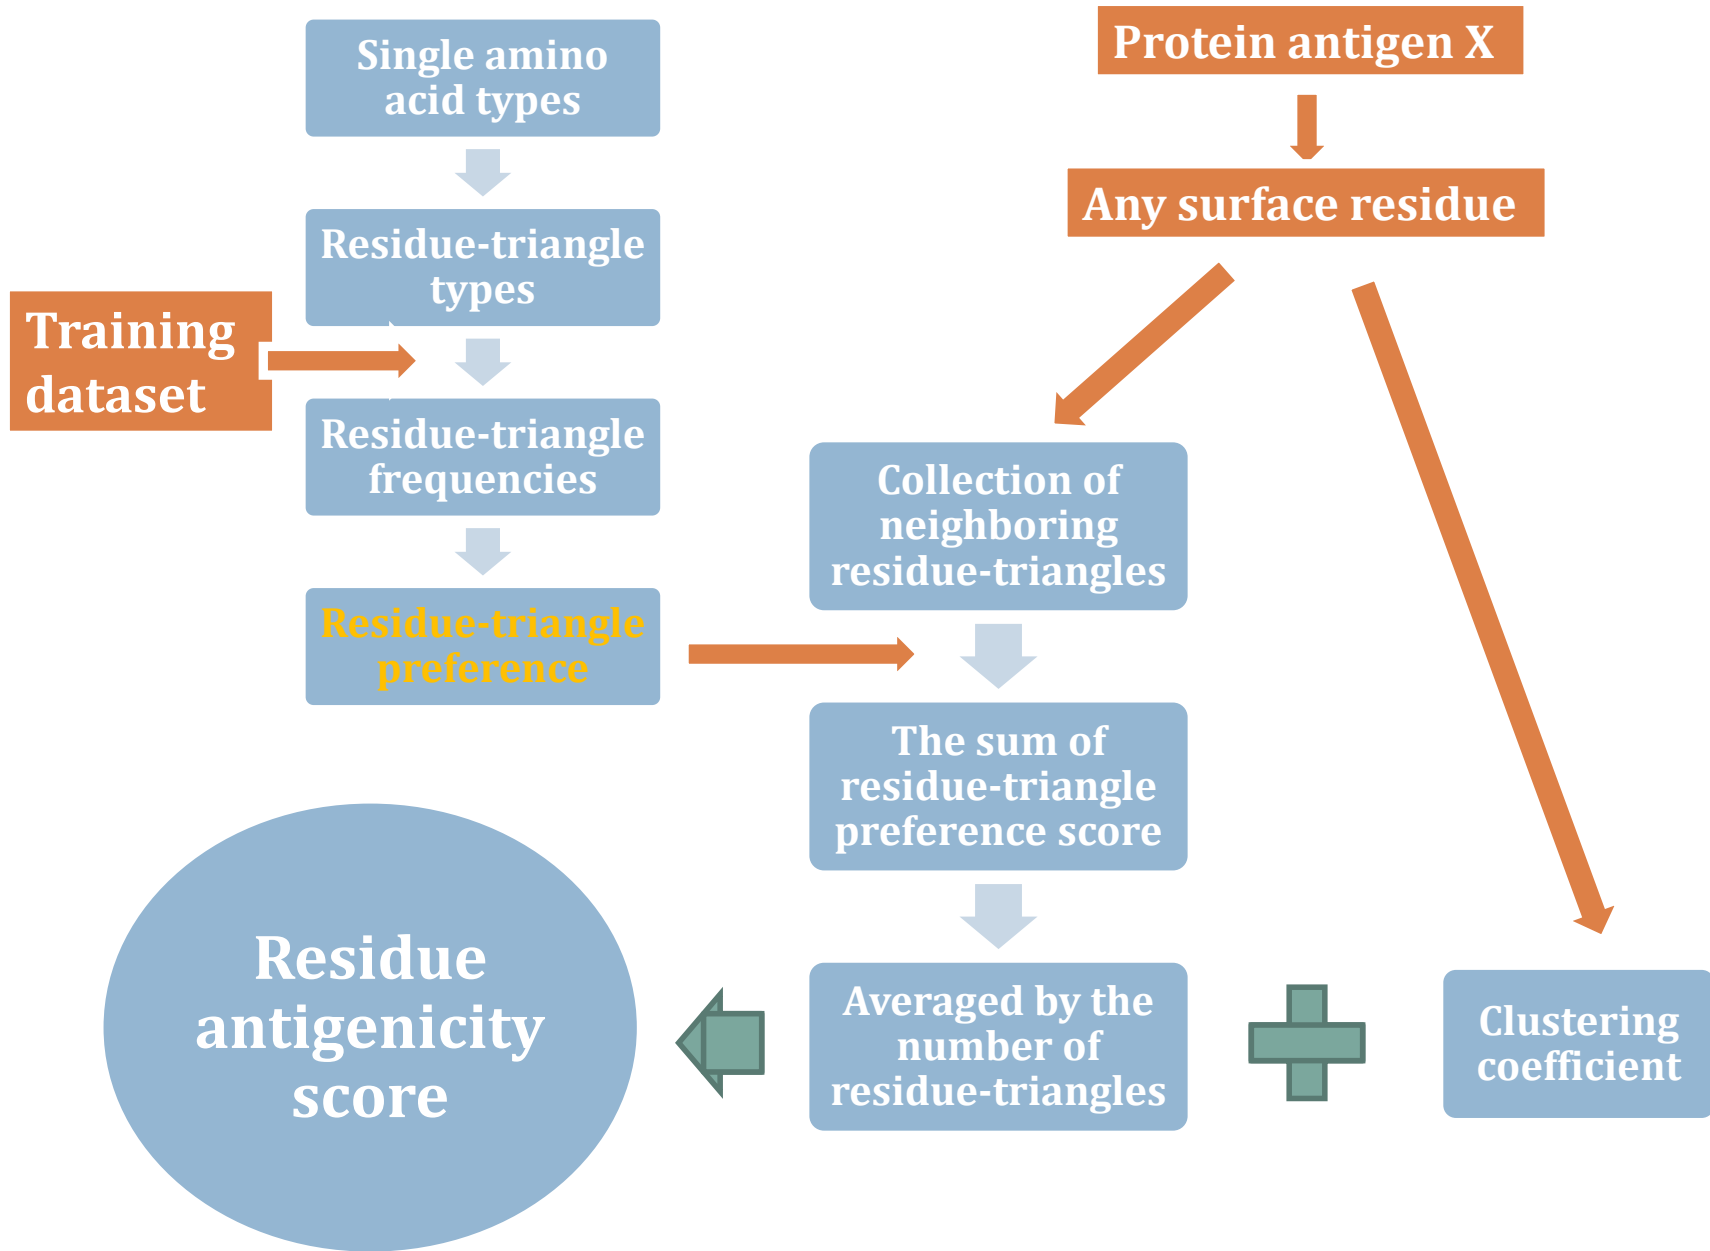 Single amino
acid types
Residue-triangle
types
Training
dataset
Residue-triangle
frequencies
Residue-triangle
preference
Protein antigen X
Any surface residue
Collection of
neighboring
residue-triangles
The sum of
residue-triangle
preference score
Averaged by the
number of
residue-triangles
Clustering
coefficient
Residue
antigenicity
score